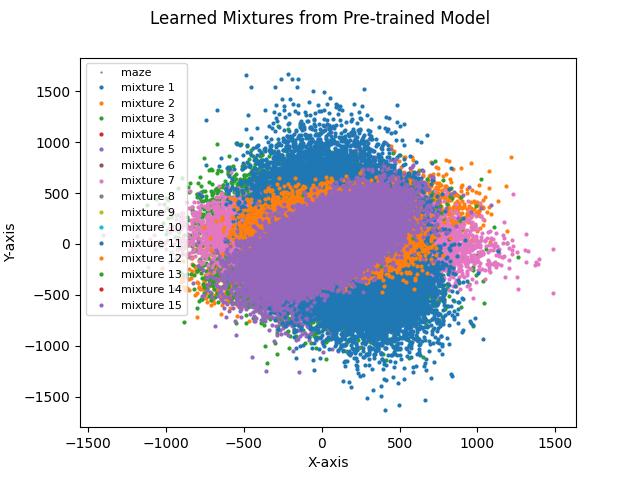 Learned Mixtures from Pre-trained Model
maze
mixture 1
mixture 2
mixture 3
mixture 4
mixture 5
mixture 6
mixture 7
mixture 8
mixture 9
mixture 10
mixture 11
mixture 12
mixture 13
mixture 14
mixture 15
1500
1000
500
0
−500
−1000
−1500
Y-axis
−1500 −1000 −500 0 500 1000 1500
X-axis